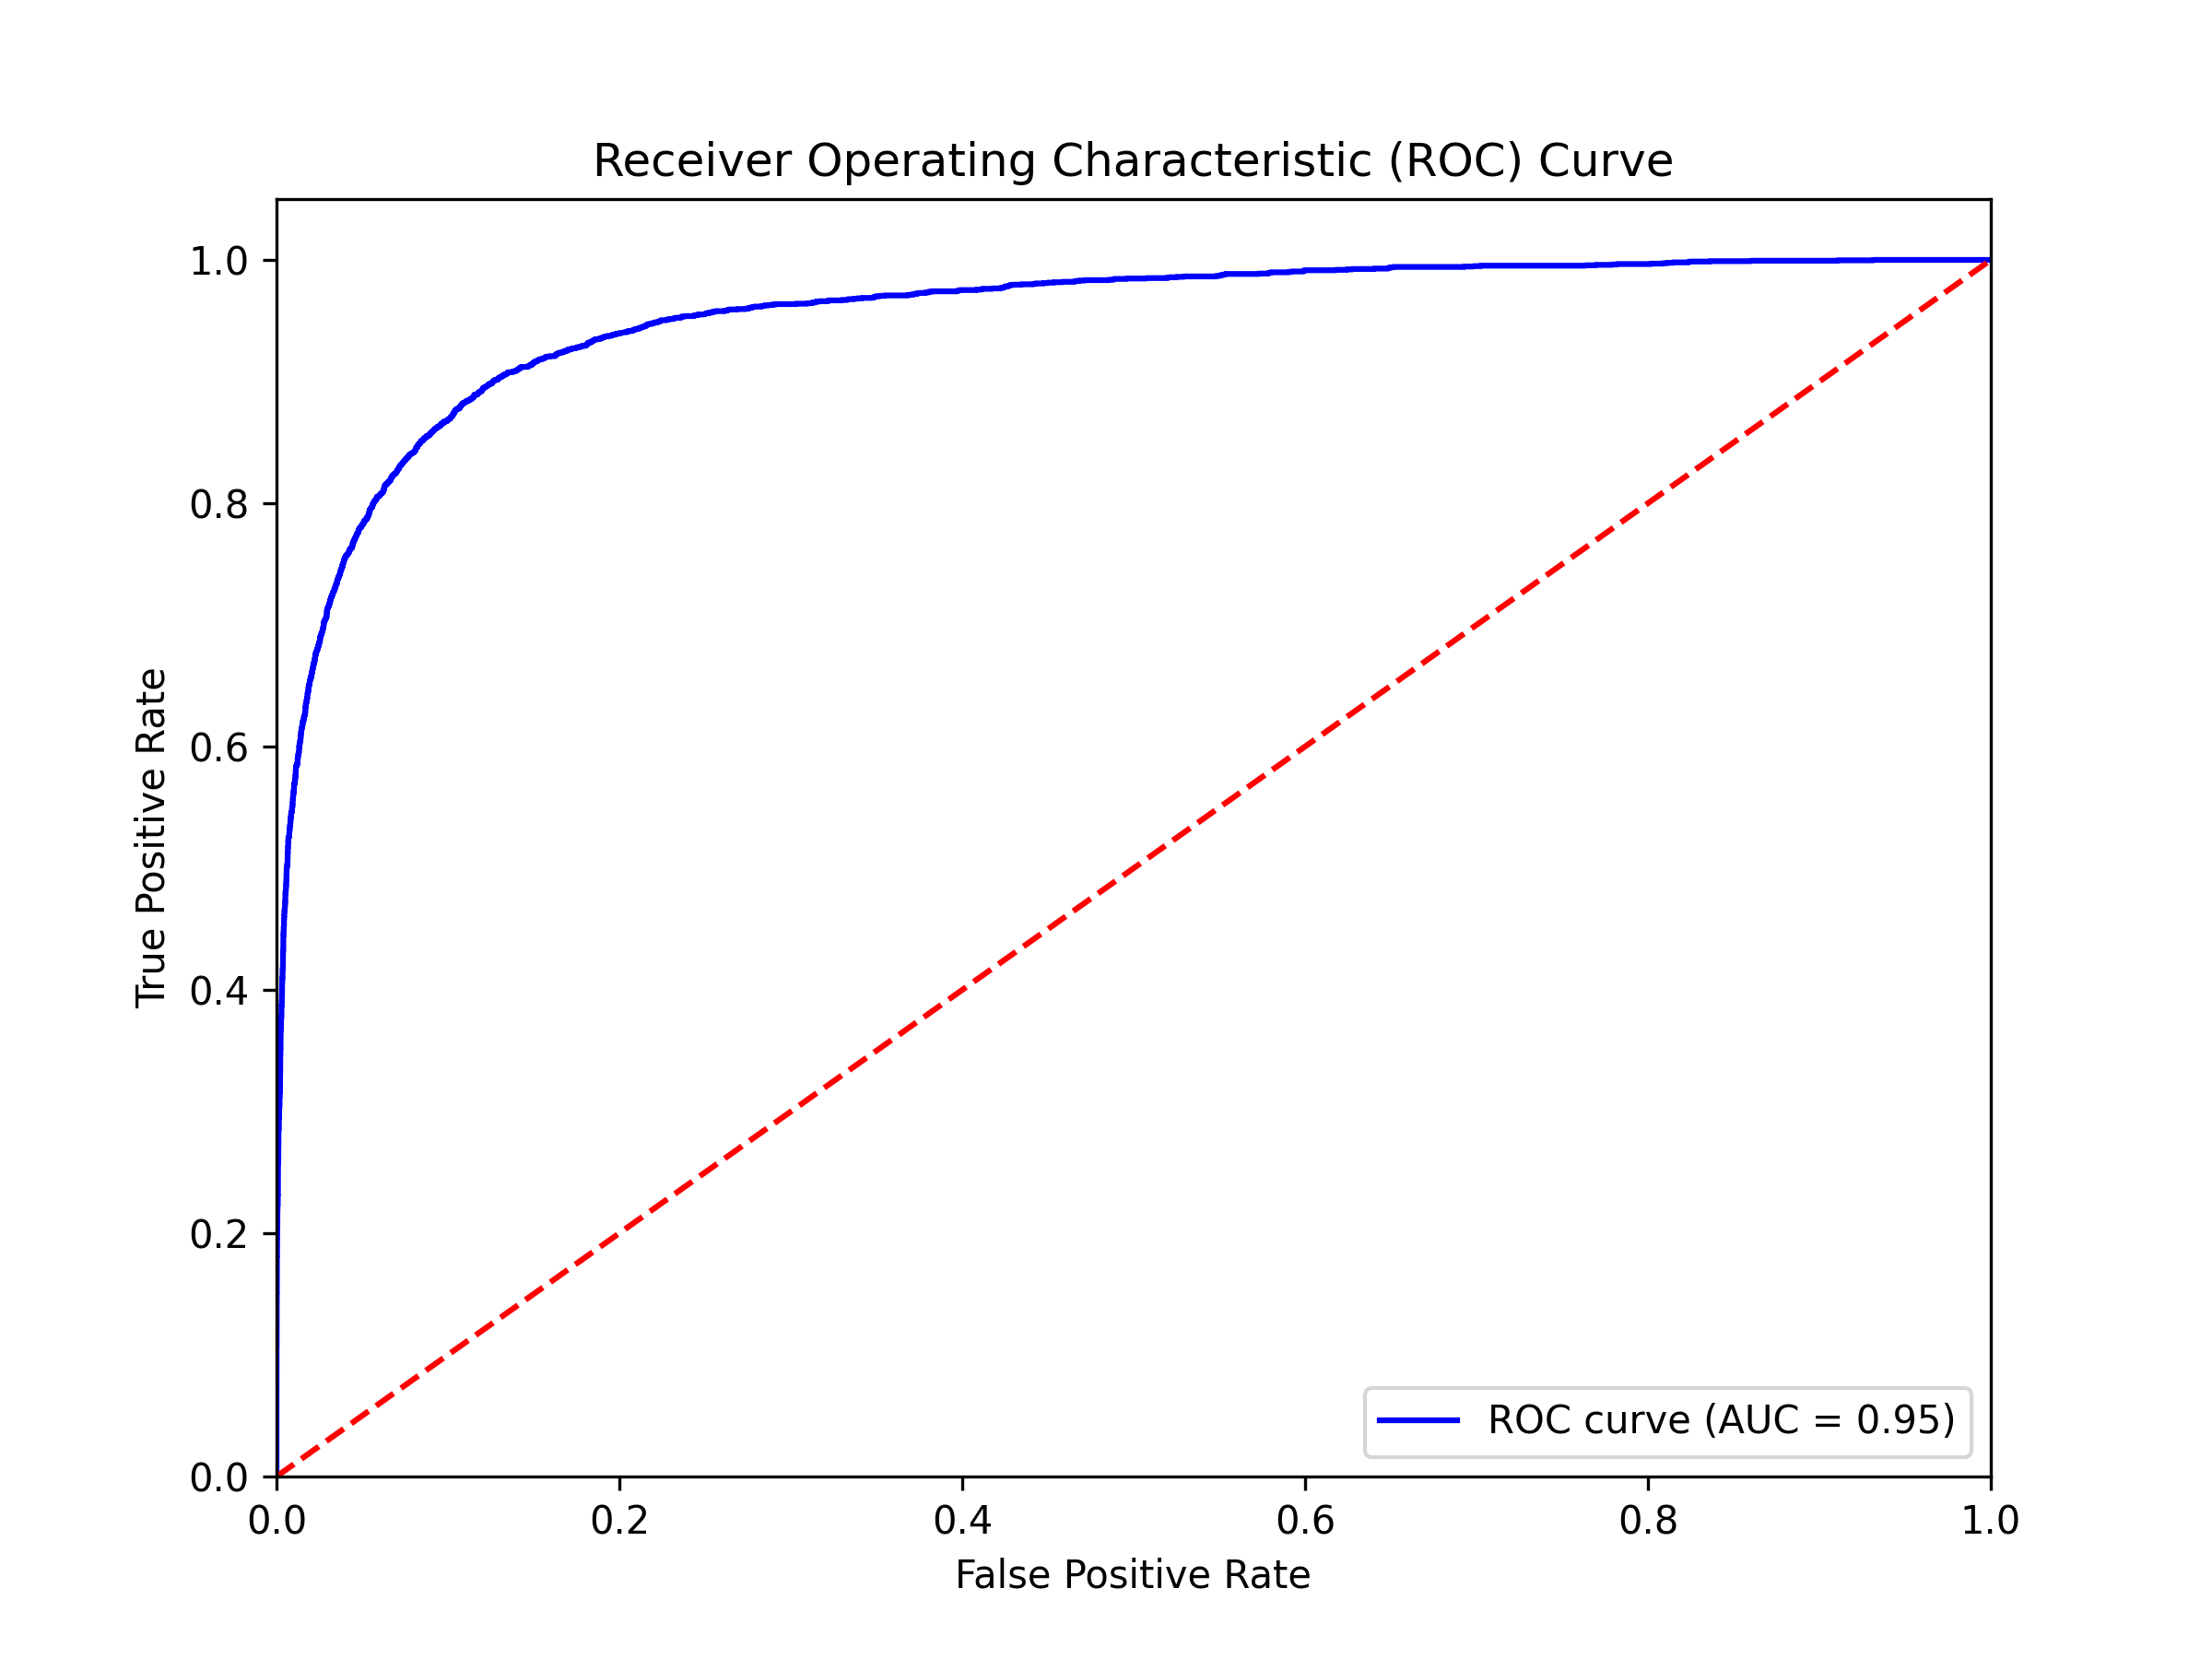 Receiver Operating Characteristic (ROC) Curve
1.0
0.8
0.6
0.4
0.2
0.0
True Positive Rate
ROC curve (AUC = 0.95)
0.0 0.2 0.4 0.6 0.8 1.0
False Positive Rate